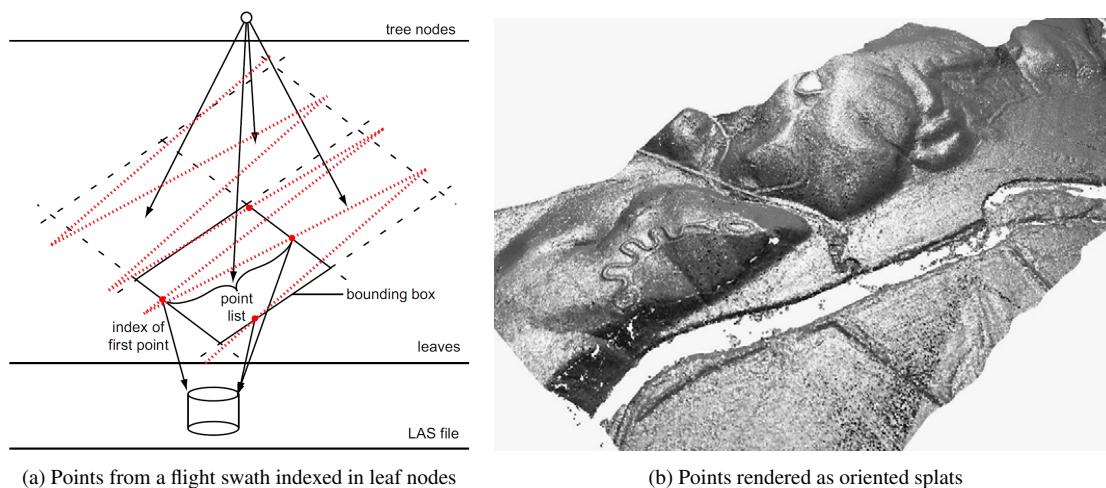 tree nodes
bounding box
point
list
index of
first point
leaves
LAS file
(a) Points from a flight swath indexed in leaf nodes
(b) Points rendered as oriented splats